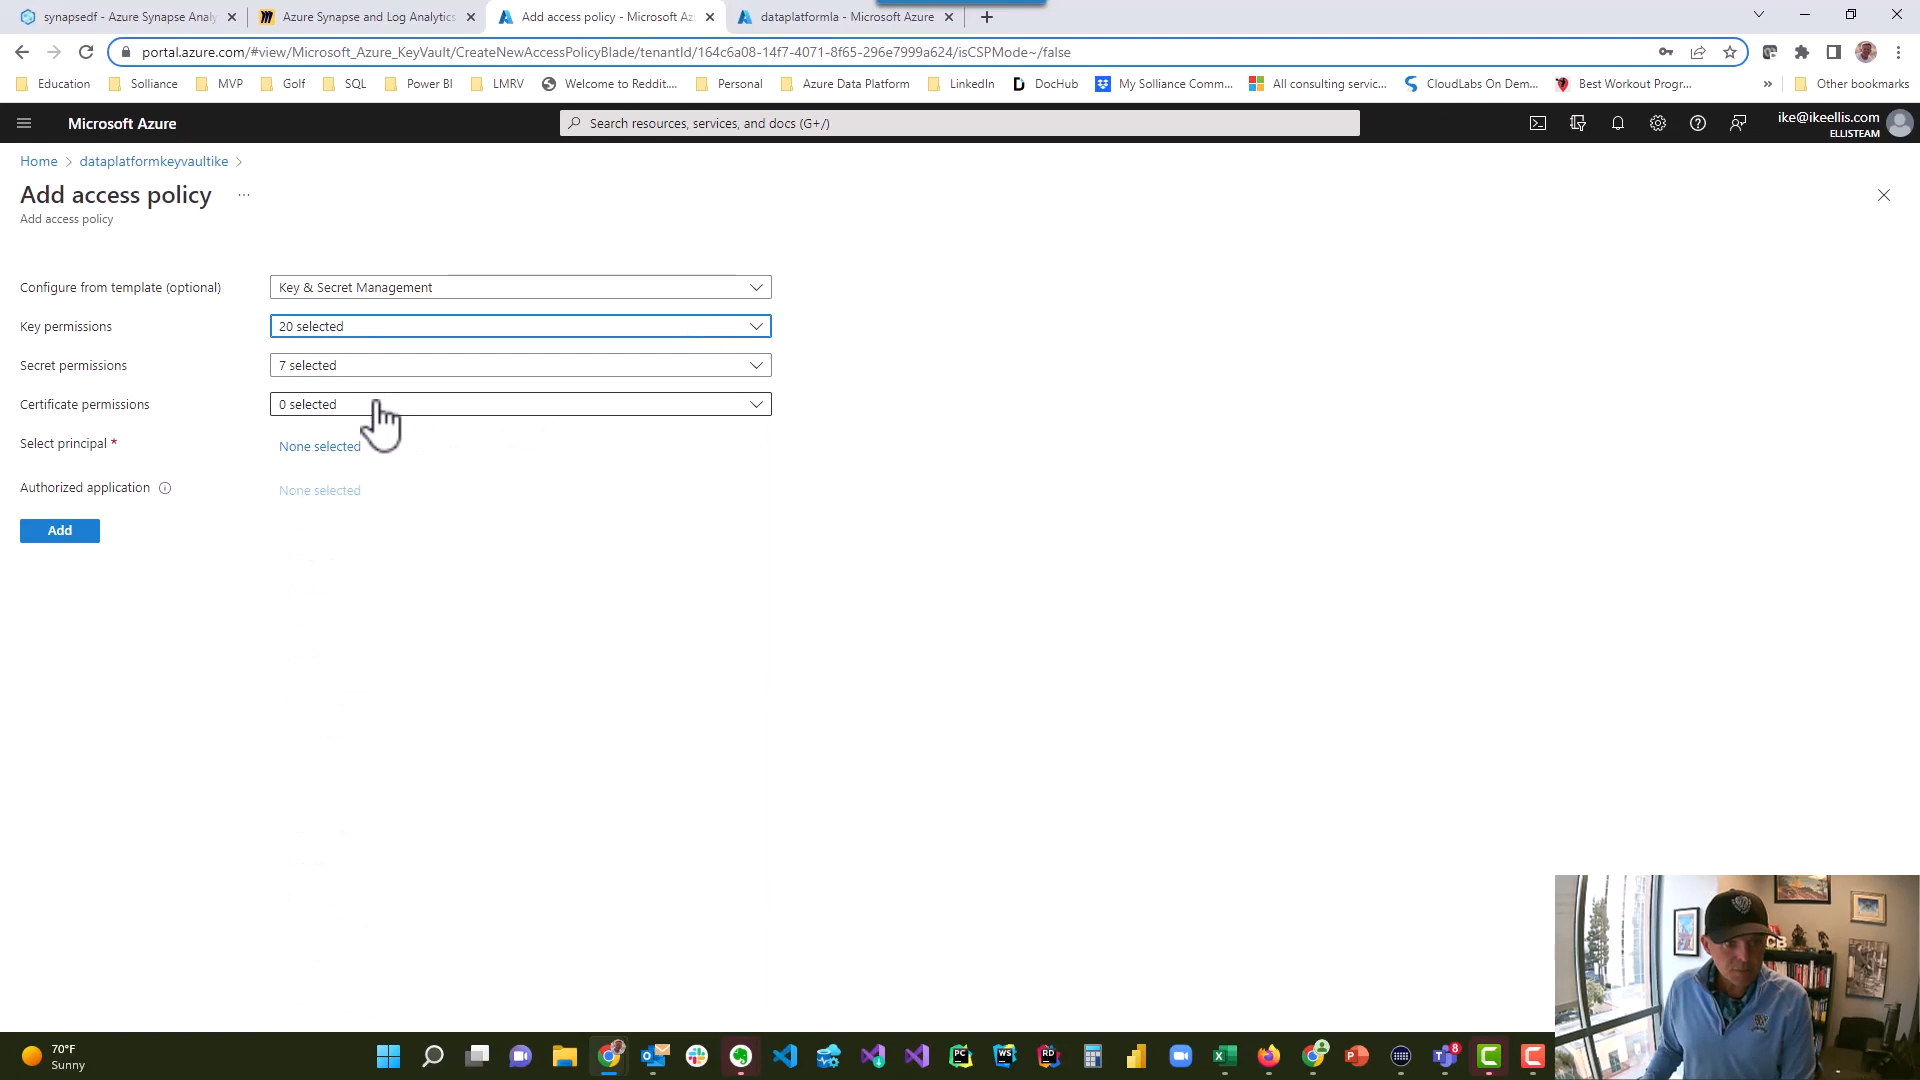 synapsedf - Azure Synapse Analy
Azure Synapse and Log Analytics
Add access policy - Microsoft Az
dataplatformla - Microsoft Azure
portal.azure.com/#view/Microsoft_Azure_KeyVault/CreateNewAccessPolicyBlade/tenantId/164c6a08-14f7-4071-8f65-296e7999a624/isCSPMode~/false
Education
Solliance
MVP
Golf
SQL
Power BI
LMRV
Welcome to Reddit....
Personal
Azure Data Platform
LinkedIn
DocHub
My Solliance Comm...
All consulting servic...
CloudLabs On Dem...
Best Workout Progr...
»
Other bookmarks
Microsoft Azure
Search resources, services, and docs (G+/)
ike@ikeellis.com
ELLISTEAM
Home > dataplatformkeyvaultike >
Add access policy ...
Add access policy
Configure from template (optional)
Key & Secret Management
Key permissions
20 selected
Secret permissions
7 selected
Certificate permissions
0 selected
Select principal *
None selected
Authorized application
None selected
Add
CB
70°F
Sunny
PC
WS
RD
8